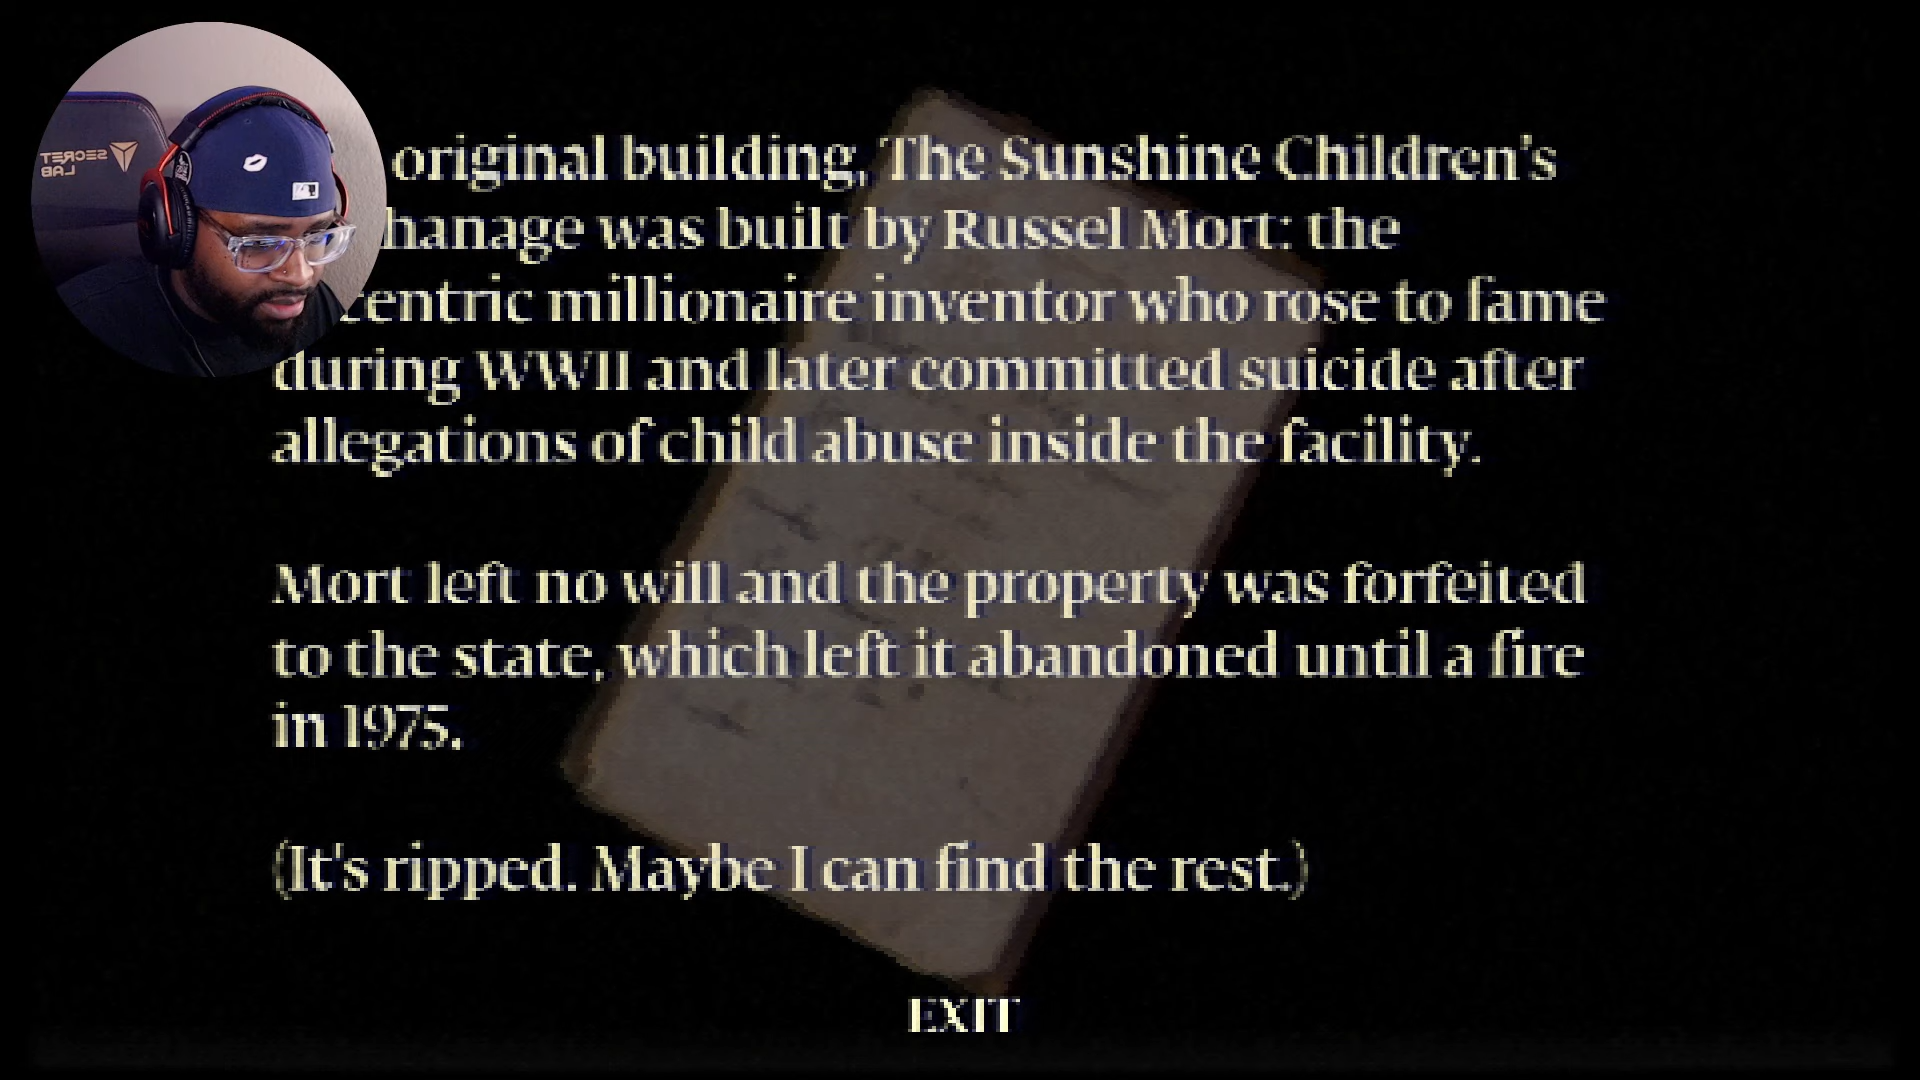 original building, The Sunshine Children's
hanage was built by Russel Mort: the
centric millionaire inventor who rose to fame
during WWII and later committed suicide after
allegations of child abuse inside the facility.
Mort left no will and the property was forfeited
to the state, which left it abandoned until a fire
in 1975.
(It's ripped. Maybe I can find the rest.)
EXIT
SECRET
LAB